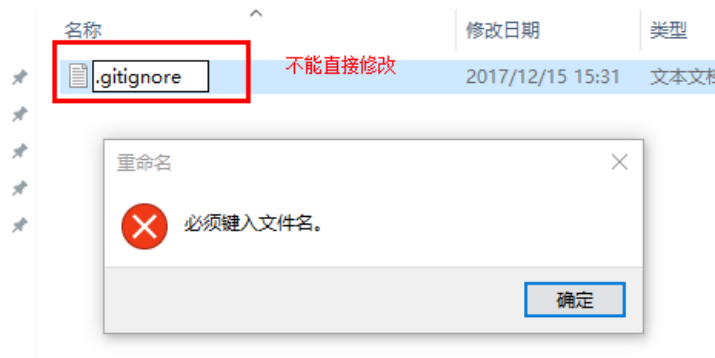 名称 修改日期 类型
.gitignore 不能直接修改 2017/12/15 15:31 文本文档
重命名
必须键入文件名。
确定